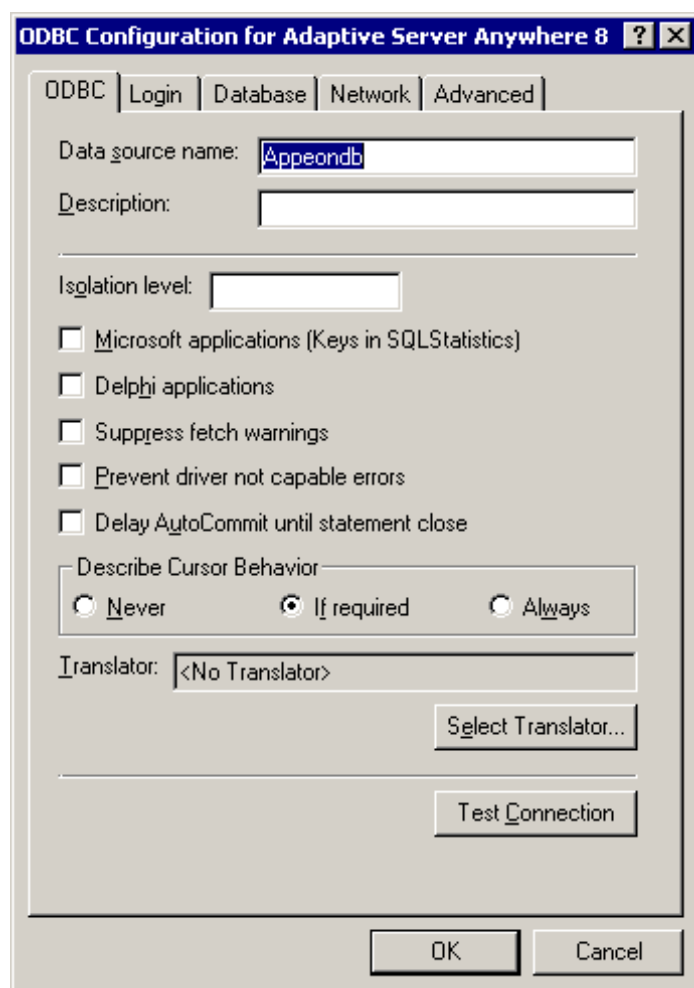 ODBC Configuration for Adaptive Server Anywhere 8 ? X
ODBC Login Database Network Advanced
Data source name: Appeondb
Description:
Isolation level:
Microsoft applications (Keys in SQLStatistics)
Delphi applications
Suppress fetch warnings
Prevent driver not capable errors
Delay AutoCommit until statement close
Describe Cursor Behavior
Never If required Always
Translator: <No Translator>
Select Translator...
Test Connection
OK Cancel